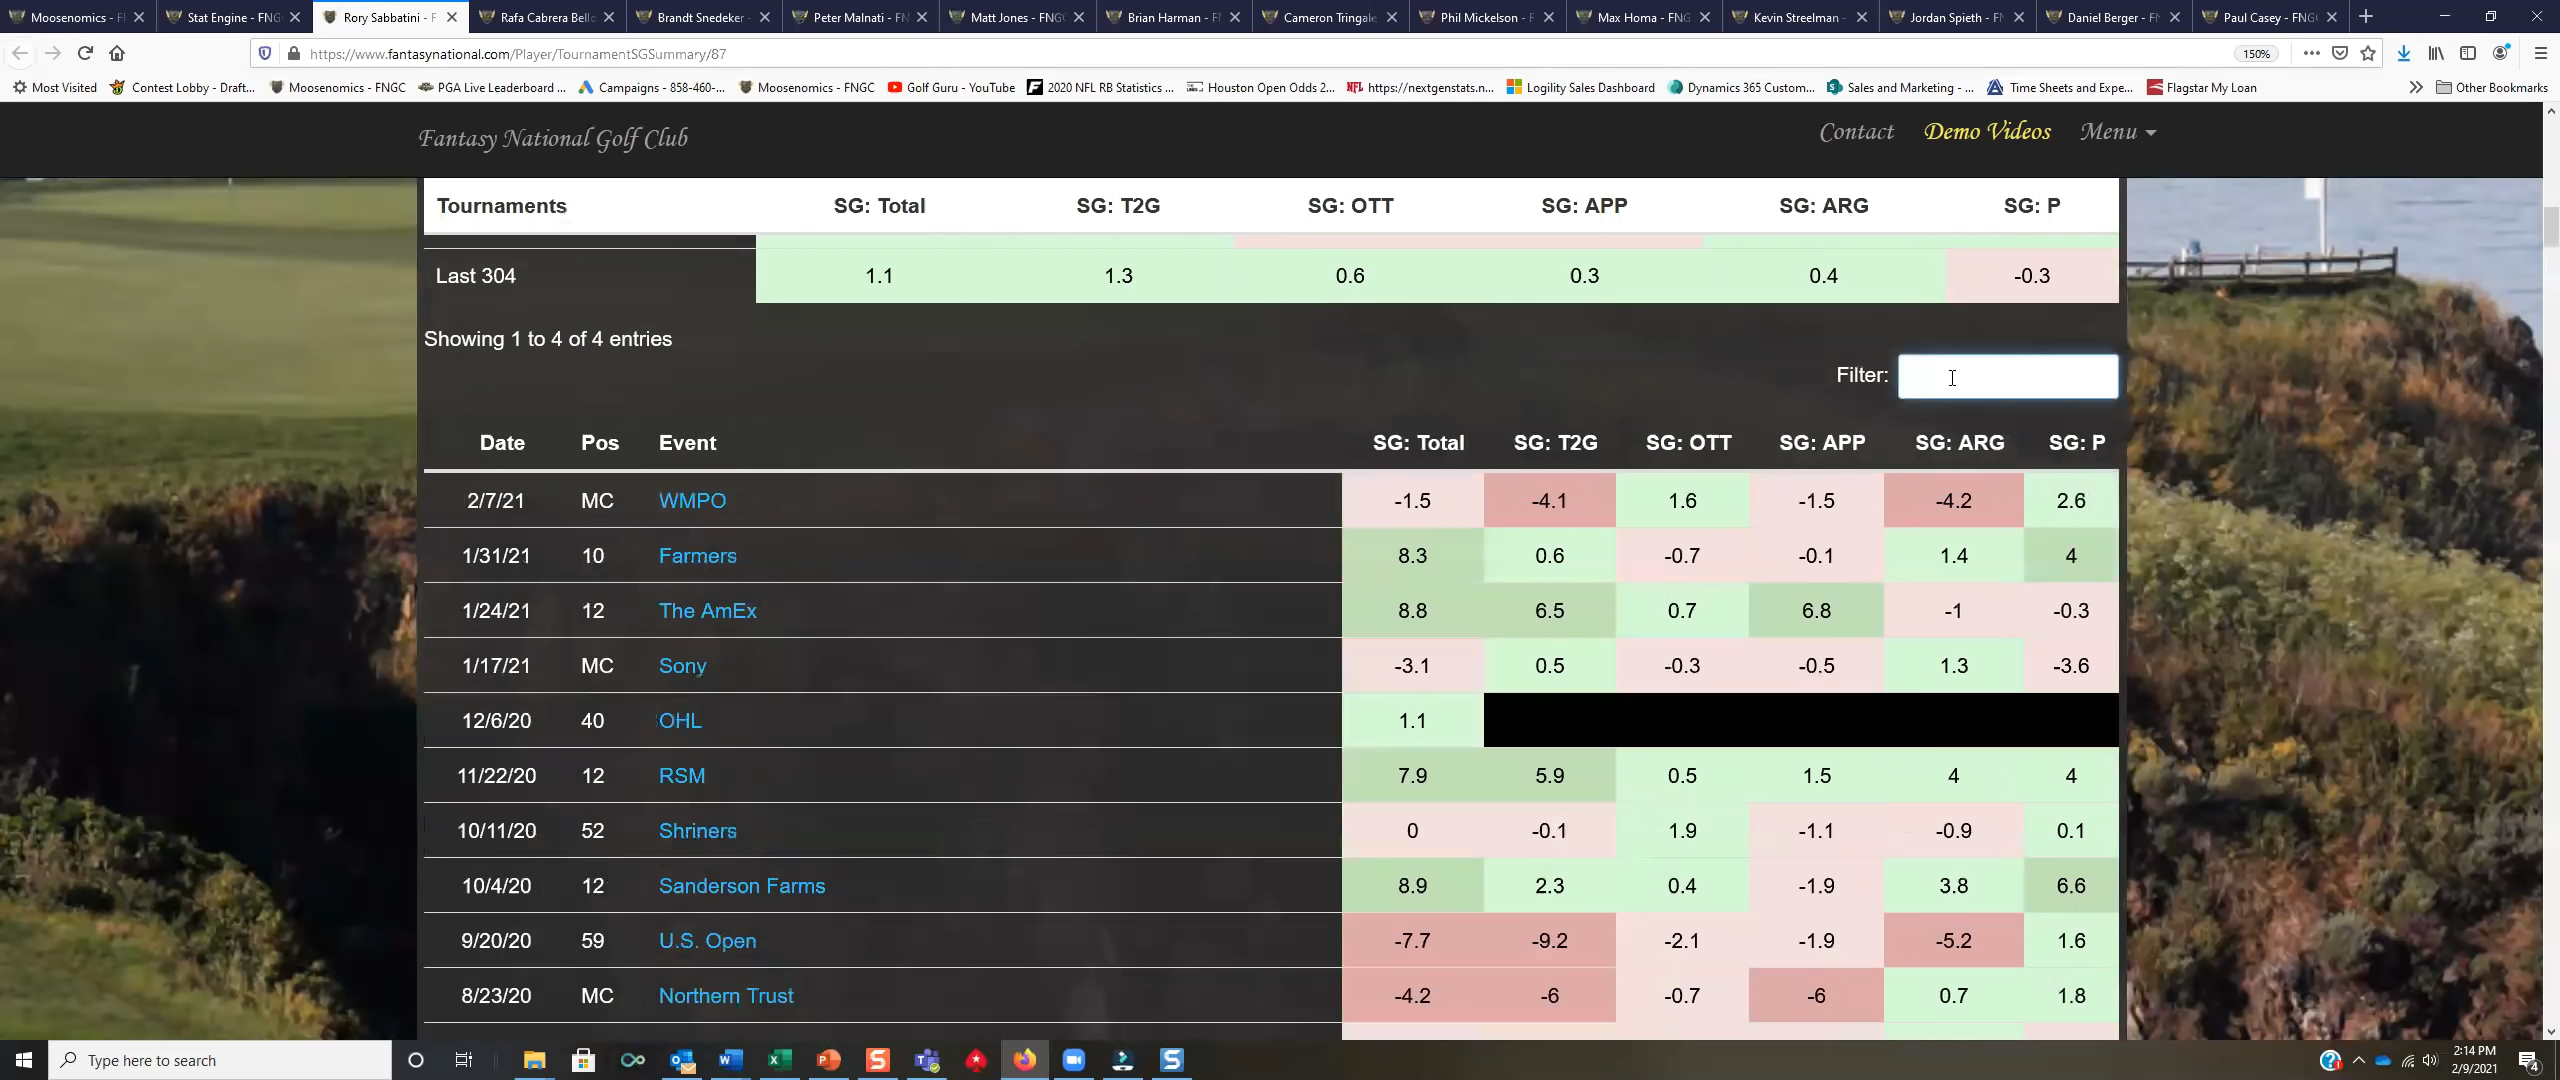 Moosenomics - F
Stat Engine - FNG
Rory Sabbatini - F
Rafa Cabrera Bello
Brandt Snedeker -
Peter Malnati - FN
Matt Jones - FNG
Brian Harman - F
Cameron Tringale
Phil Mickelson - F
Max Homa - FNG
Kevin Streelman -
Jordan Spieth - FN
Daniel Berger - F
Paul Casey - FNG
https://www.fantasynational.com/Player/TournamentSGSummary/87
150%
Most Visited
Contest Lobby - Draft...
Moosenomics - FNGC
PGA Live Leaderboard ...
Campaigns - 858-460-...
Moosenomics - FNGC
Golf Guru - YouTube
2020 NFL RB Statistics ...
Houston Open Odds 2...
https://nextgenstats.n...
Logility Sales Dashboard
Dynamics 365 Custom...
Sales and Marketing - ...
Time Sheets and Expe...
Flagstar My Loan
Other Bookmarks
Fantasy National Golf Club
Contact Demo Videos Menu
Tournaments SG: Total SG: T2G SG: OTT SG: APP SG: ARG SG: P
Last 304 1.1 1.3 0.6 0.3 0.4 -0.3
Showing 1 to 4 of 4 entries
Filter:
Date Pos Event SG: Total SG: T2G SG: OTT SG: APP SG: ARG SG: P
2/7/21 MC WMPO -1.5 -4.1 1.6 -1.5 -4.2 2.6
1/31/21 10 Farmers 8.3 0.6 -0.7 -0.1 1.4 4
1/24/21 12 The AmEx 8.8 6.5 0.7 6.8 -1 -0.3
1/17/21 MC Sony -3.1 0.5 -0.3 -0.5 1.3 -3.6
12/6/20 40 OHL 1.1
11/22/20 12 RSM 7.9 5.9 0.5 1.5 4 4
10/11/20 52 Shriners 0 -0.1 1.9 -1.1 -0.9 0.1
10/4/20 12 Sanderson Farms 8.9 2.3 0.4 -1.9 3.8 6.6
9/20/20 59 U.S. Open -7.7 -9.2 -2.1 -1.9 -5.2 1.6
8/23/20 MC Northern Trust -4.2 -6 -0.7 -6 0.7 1.8
Type here to search
2:14 PM
2/9/2021